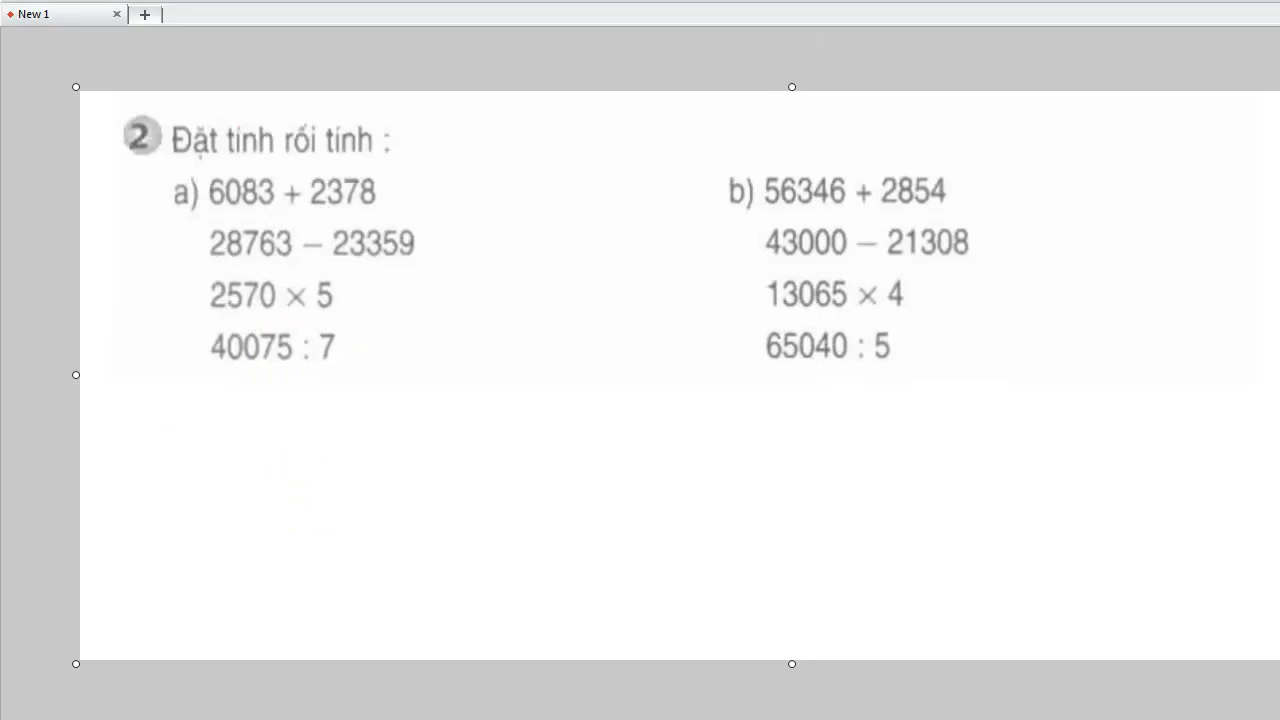 New 1
2 Đặt tính rối tính :
a) 6083 + 2378
28763 – 23359
2570 × 5
40075 : 7
b) 56346 + 2854
43000 – 21308
13065 × 4
65040 : 5